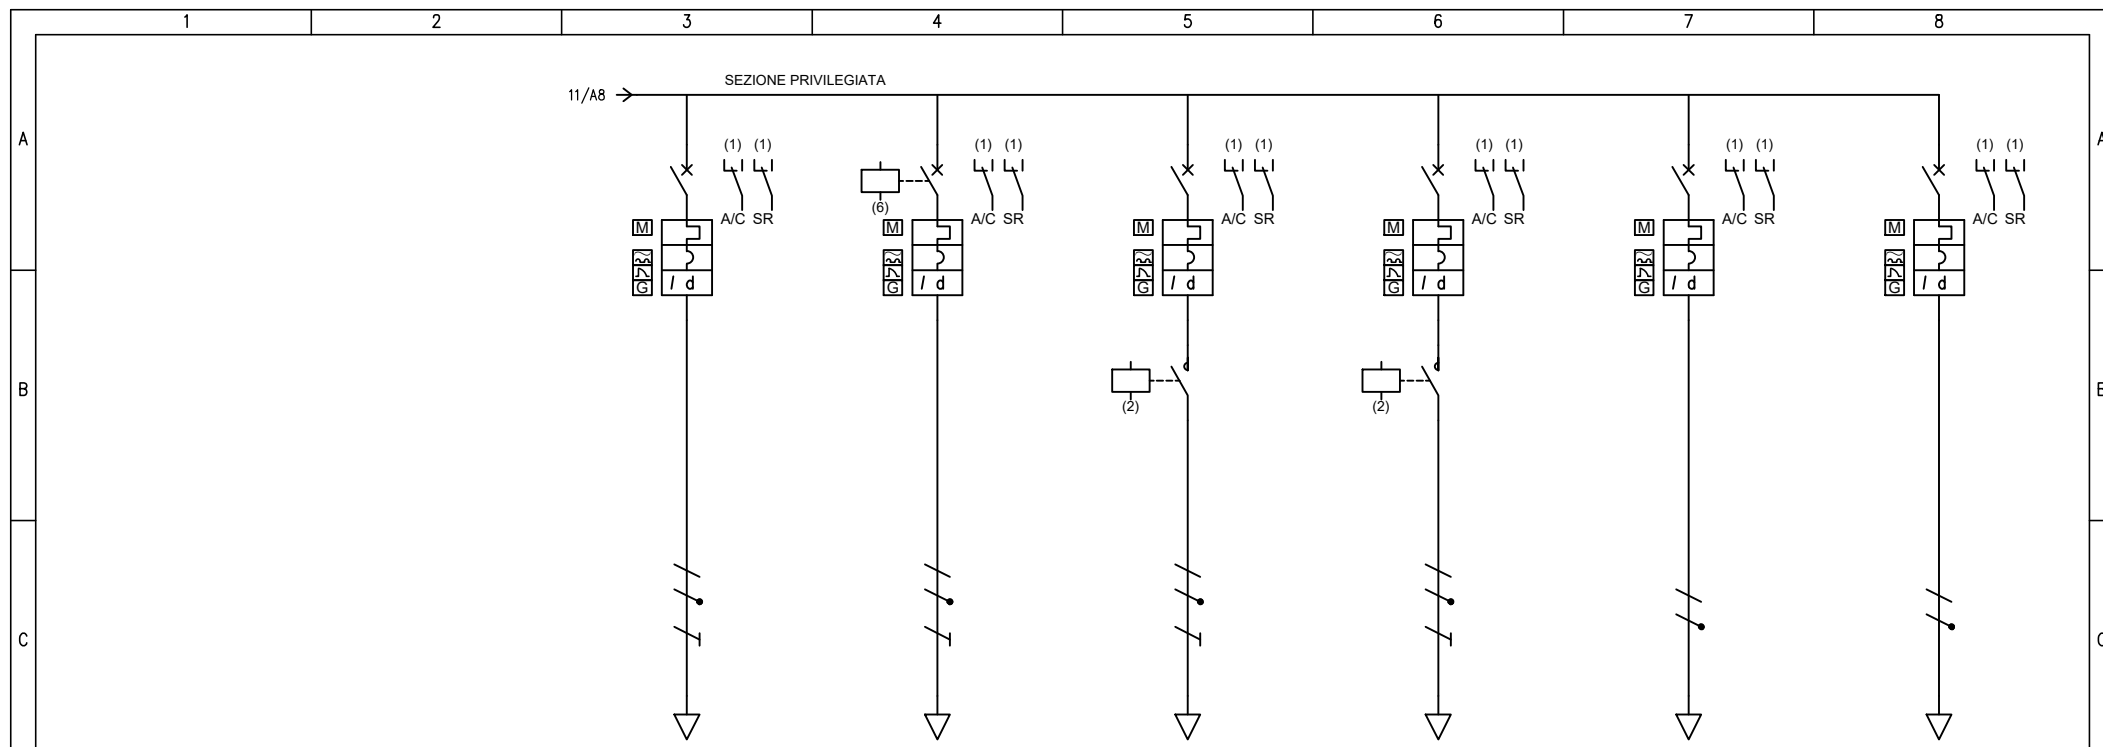 1 2 3 4 5 6 7 8
SEZIONE PRIVILEGIATA
11/A8
A A
(1) (1) (1) (1) (1) (1) (1) (1) (1) (1) (1) (1)
(6)
A/C SR A/C SR A/C SR A/C SR A/C SR A/C SR
M M M M M M
I d I d I d I d I d I d
G G G G G G
B
(2) (2)
C